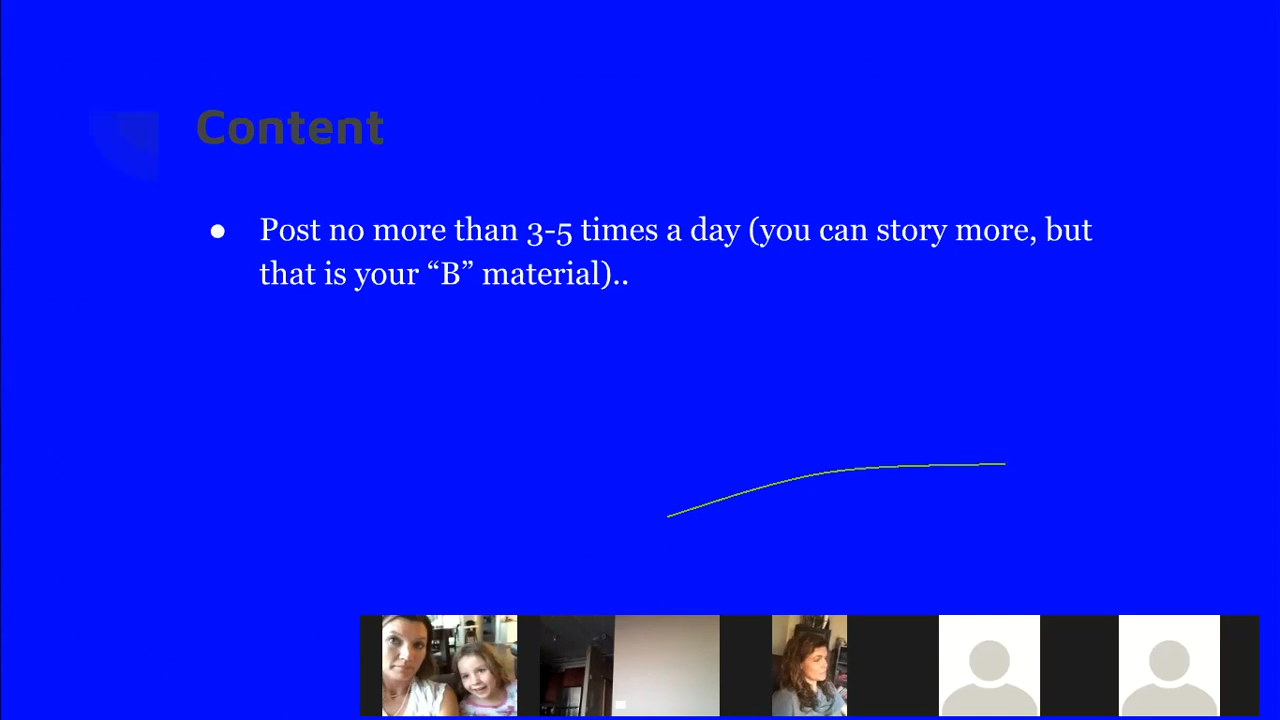 Content
● Post no more than 3-5 times a day (you can story more, but
that is your “B” material)..